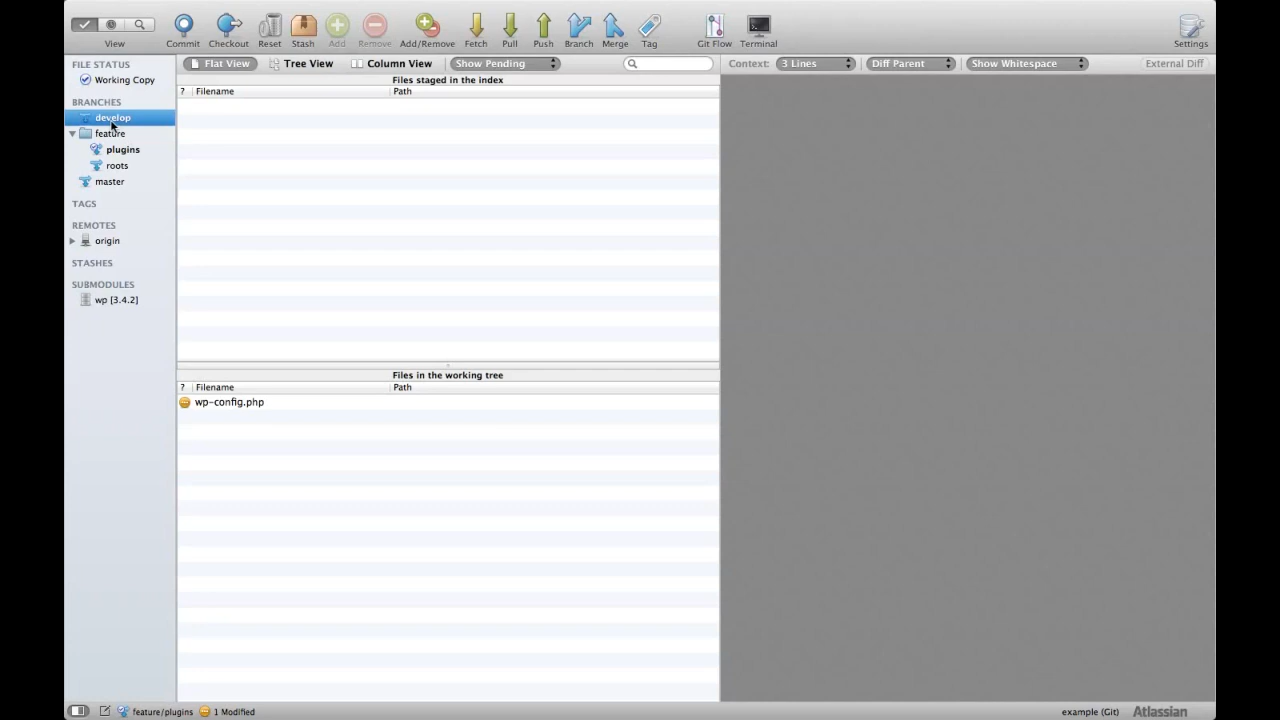 View
Commit
Checkout
Reset
Stash
Add
Remove
Add/Remove
Fetch
Pull
Push
Branch
Merge
Tag
Git Flow
Terminal
Settings
FILE STATUS
Working Copy
BRANCHES
develop
feature
plugins
roots
master
TAGS
REMOTES
origin
STASHES
SUBMODULES
wp [3.4.2]
Flat View
Tree View
Column View
Show Pending
Files staged in the index
? Filename Path
Files in the working tree
? Filename Path
wp-config.php
Context: 3 Lines
Diff Parent
Show Whitespace
External Diff
feature/plugins
1 Modified
example (Git)
Atlassian